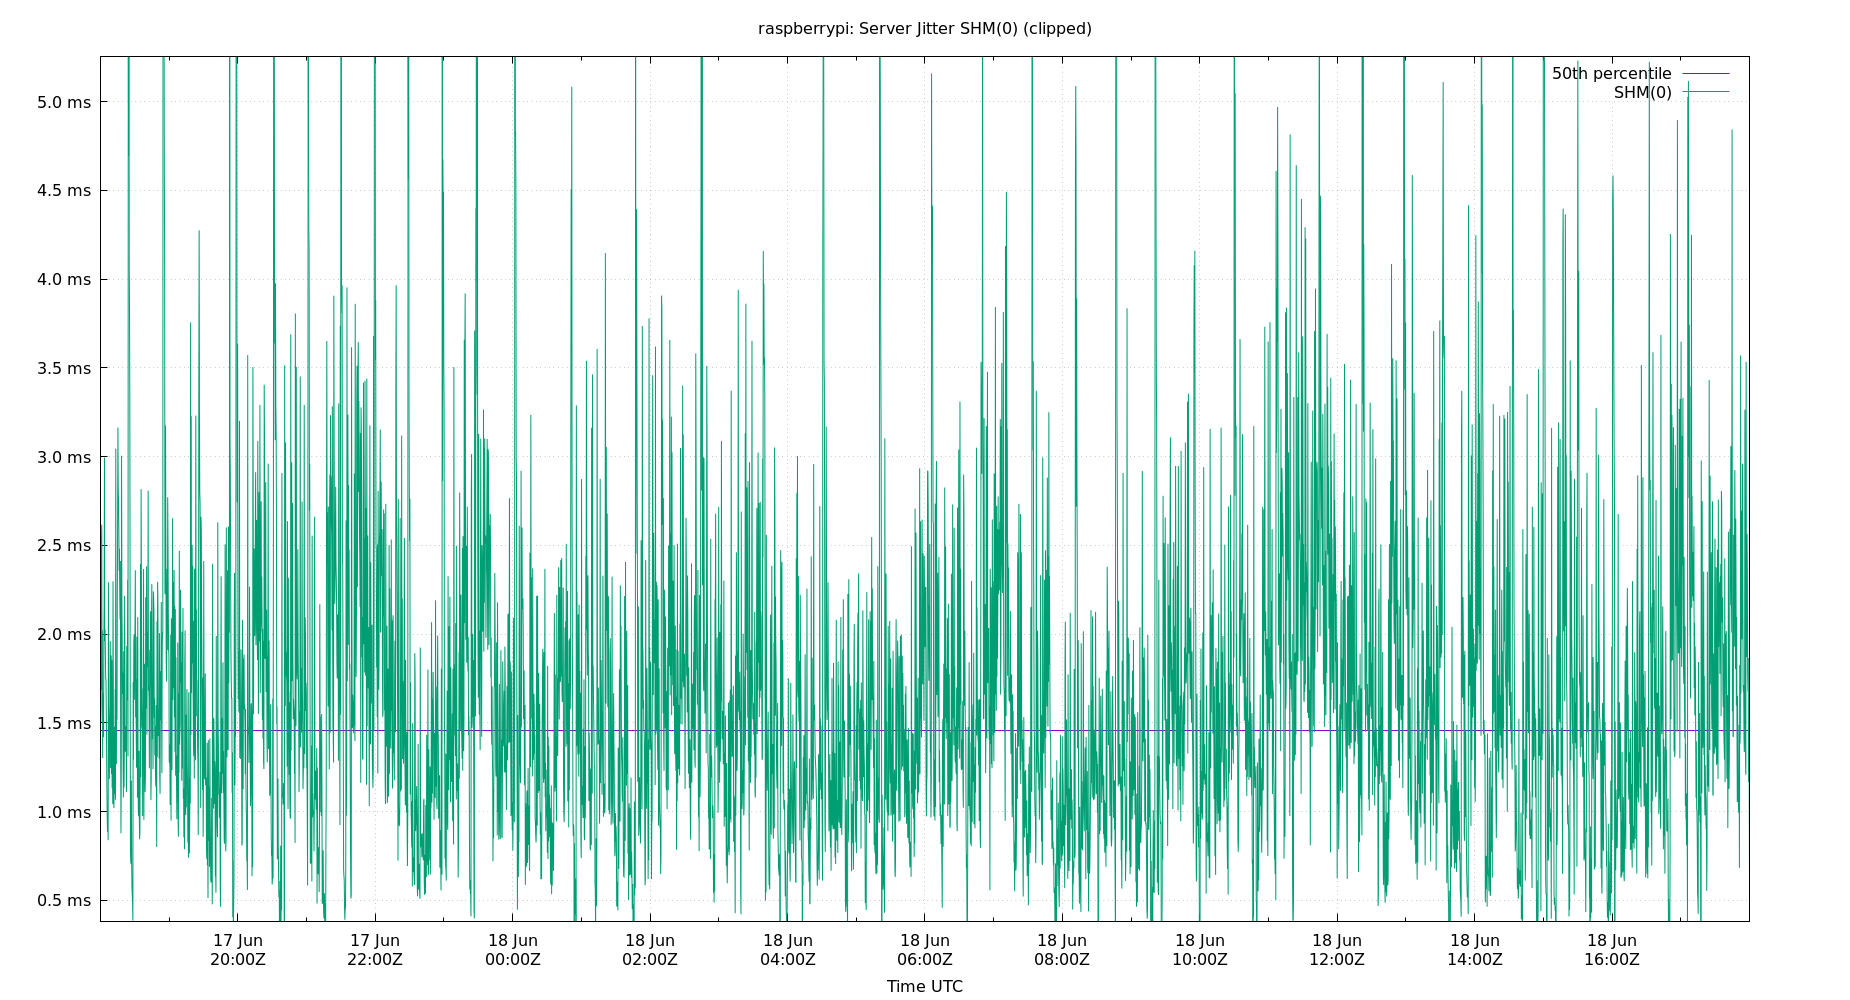 raspberrypi: Server Jitter SHM(0) (clipped)
50th percentile
SHM(0)
5.0 ms
4.5 ms
4.0 ms
3.5 ms
3.0 ms
2.5 ms
2.0 ms
1.5 ms
1.0 ms
0.5 ms
17 Jun 17 Jun 18 Jun 18 Jun 18 Jun 18 Jun 18 Jun 18 Jun 18 Jun 18 Jun 18 Jun
20:00Z 22:00Z 00:00Z 02:00Z 04:00Z 06:00Z 08:00Z 10:00Z 12:00Z 14:00Z 16:00Z
Time UTC